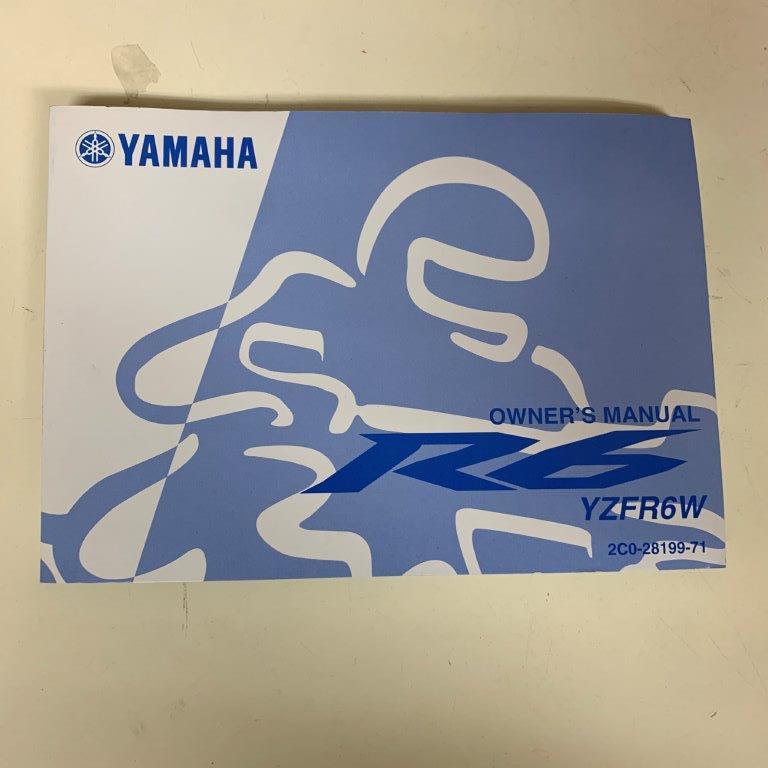 YAMAHA
OWNER'S MANUAL
R6
YZFR6W
2C0-28199-71